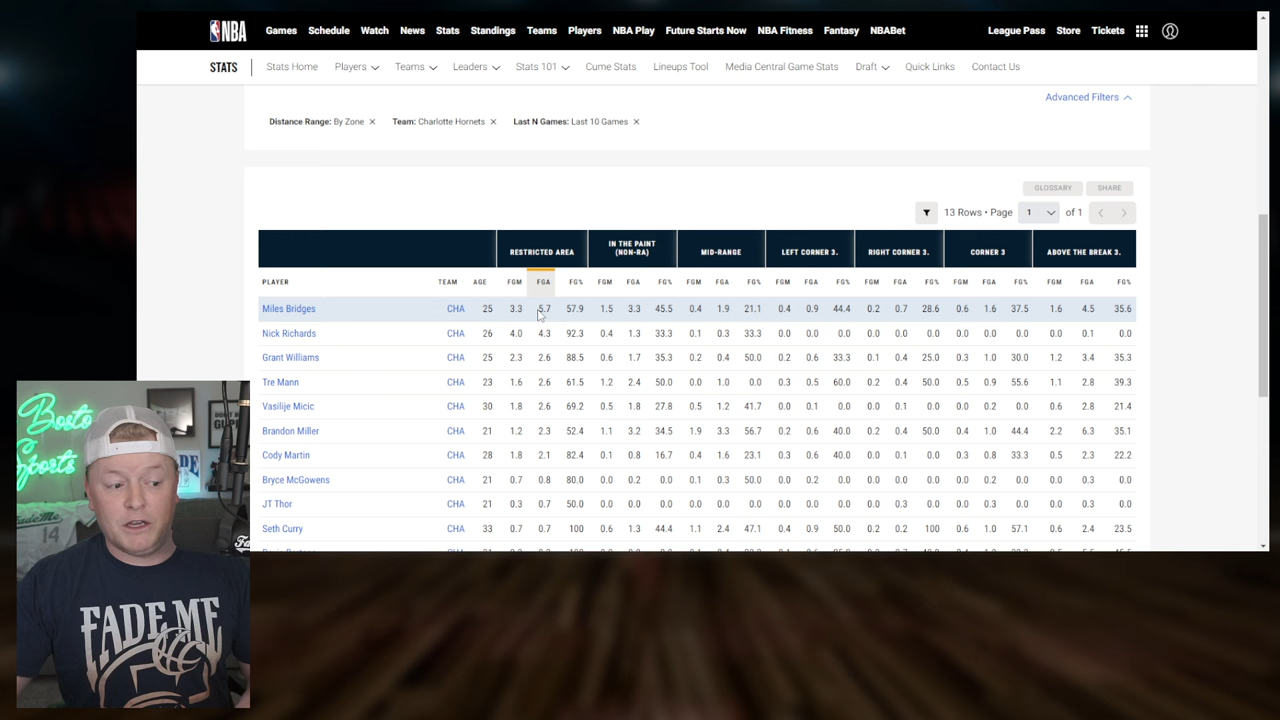 NBA Games Schedule Watch News Stats Standings Teams Players NBA Play Future Starts Now NBA Fitness Fantasy NBABet League Pass Store Tickets
STATS Stats Home Players Teams Leaders Stats 101 Cume Stats Lineups Tool Media Central Game Stats Draft Quick Links Contact Us
Advanced Filters
Distance Range: By Zone × Team: Charlotte Hornets × Last N Games: Last 10 Games ×
GLOSSARY SHARE
13 Rows • Page 1 of 1
RESTRICTED AREA IN THE PAINT (NON-RA) MID-RANGE LEFT CORNER 3. RIGHT CORNER 3. CORNER 3 ABOVE THE BREAK 3.
PLAYER TEAM AGE FGM FGA FG% FGM FGA FG% FGM FGA FG% FGM FGA FG% FGM FGA FG% FGM FGA FG% FGM FGA FG%
Miles Bridges CHA 25 3.3 5.7 57.9 1.5 3.3 45.5 0.4 1.9 21.1 0.4 0.9 44.4 0.2 0.7 28.6 0.6 1.6 37.5 1.6 4.5 35.6
Nick Richards CHA 26 4.0 4.3 92.3 0.4 1.3 33.3 0.1 0.3 33.3 0.0 0.0 0.0 0.0 0.0 0.0 0.0 0.0 0.0 0.0 0.1 0.0
Grant Williams CHA 25 2.3 2.6 88.5 0.6 1.7 35.3 0.2 0.4 50.0 0.2 0.6 33.3 0.1 0.4 25.0 0.3 1.0 30.0 1.2 3.4 35.3
Tre Mann CHA 23 1.6 2.6 61.5 1.2 2.4 50.0 0.0 1.0 0.0 0.3 0.5 60.0 0.2 0.4 50.0 0.5 0.9 55.6 1.1 2.8 39.3
Vasilije Micic CHA 30 1.8 2.6 69.2 0.5 1.8 27.8 0.5 1.2 41.7 0.0 0.1 0.0 0.0 0.1 0.0 0.0 0.2 0.0 0.6 2.8 21.4
Brandon Miller CHA 21 1.2 2.3 52.4 1.1 3.2 34.5 1.9 3.3 56.7 0.2 0.6 40.0 0.2 0.4 50.0 0.4 1.0 44.4 2.2 6.3 35.1
Cody Martin CHA 28 1.8 2.1 82.4 0.1 0.8 16.7 0.4 1.6 23.1 0.3 0.6 40.0 0.0 0.1 0.0 0.3 0.8 33.3 0.5 2.3 22.2
Bryce McGowens CHA 21 0.7 0.8 80.0 0.0 0.2 0.0 0.1 0.3 50.0 0.0 0.2 0.0 0.0 0.0 0.0 0.0 0.2 0.0 0.0 0.3 0.0
JT Thor CHA 21 0.3 0.7 50.0 0.0 0.0 0.0 0.0 0.0 0.0 0.0 0.0 0.0 0.0 0.3 0.0 0.0 0.3 0.0 0.0 0.3 0.0
Seth Curry CHA 33 0.7 0.7 100 0.6 1.3 44.4 1.1 2.4 47.1 0.4 0.9 50.0 0.2 0.2 100 0.6 1.0 57.1 0.6 2.4 23.5
FadeMe
14
FADE ME